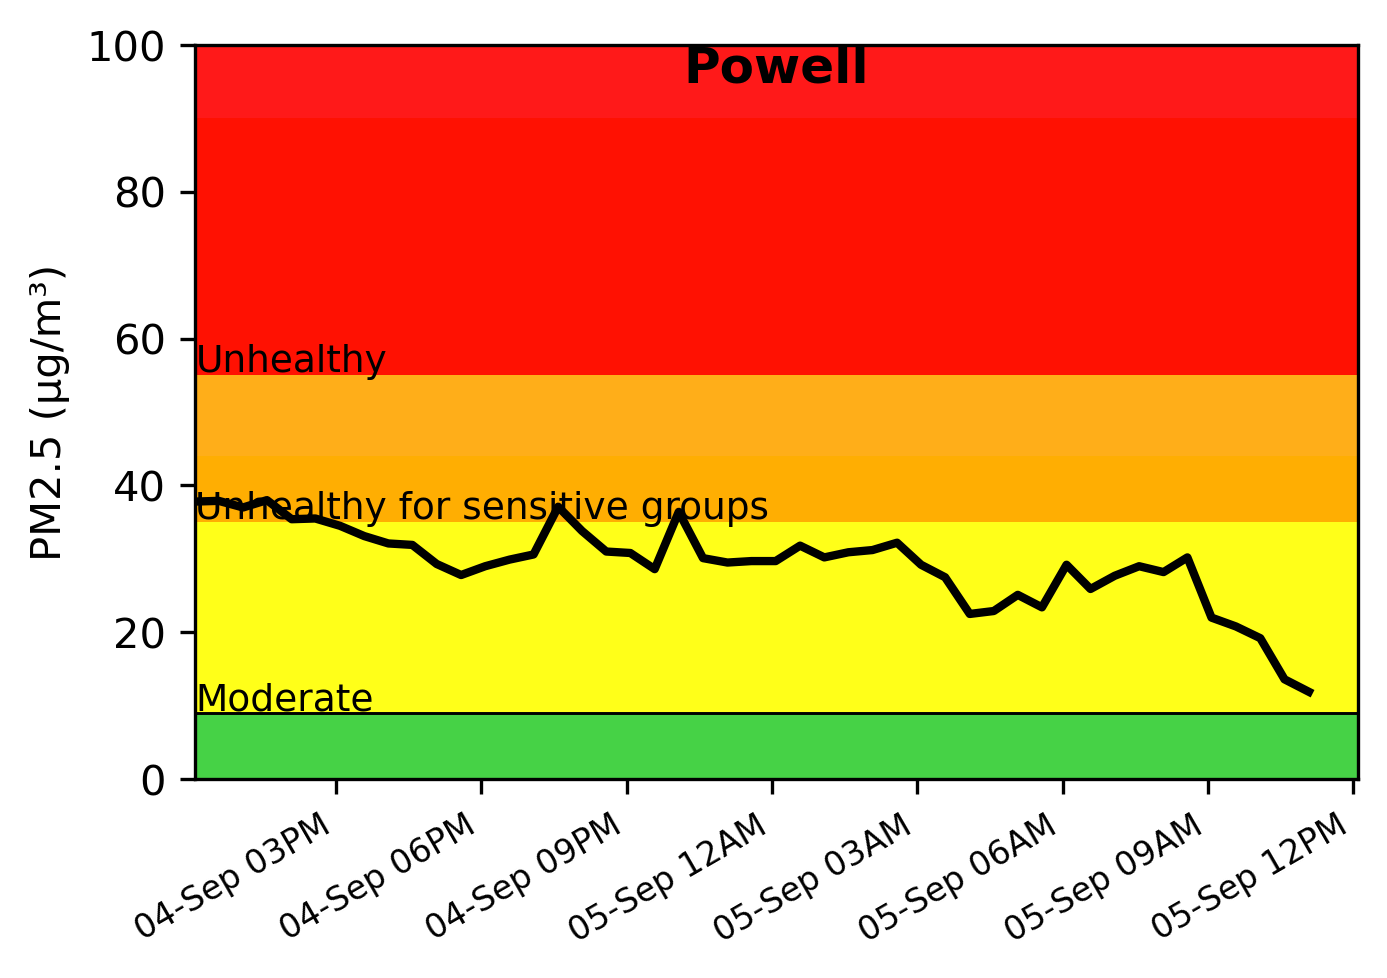 Powell
100
80
60
40
20
0
PM2.5 (µg/m³)
Unhealthy
Unhealthy for sensitive groups
Moderate
04-Sep 03PM
04-Sep 06PM
04-Sep 09PM
05-Sep 12AM
05-Sep 03AM
05-Sep 06AM
05-Sep 09AM
05-Sep 12PM